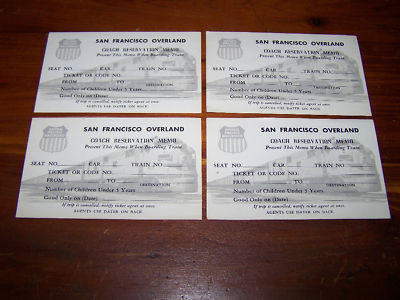 SAN FRANCISCO OVERLAND
COACH RESERVATION MEMO
Present This Memo When Boarding Train
SEAT NO. CAR TRAIN NO.
TICKET OR CODE NO.
FROM TO
DESTINATION
Number of Children Under 5 Years
Good Only on (Date)
If trip is cancelled, notify ticket agent at once.
AGENTS USE DATER ON BACK
SAN FRANCISCO OVERLAND
COACH RESERVATION MEMO
Present This Memo When Boarding Train
SEAT NO. CAR TRAIN NO.
TICKET OR CODE NO.
FROM TO
DESTINATION
Number of Children Under 5 Years
Good Only on (Date)
If trip is cancelled, notify ticket agent at once.
AGENTS USE DATER ON BACK
SAN FRANCISCO OVERLAND
COACH RESERVATION MEMO
Present This Memo When Boarding Train
SEAT NO. CAR TRAIN NO.
TICKET OR CODE NO.
FROM TO
DESTINATION
Number of Children Under 5 Years
Good Only on (Date)
If trip is cancelled, notify ticket agent at once.
AGENTS USE DATER ON BACK
SAN FRANCISCO OVERLAND
COACH RESERVATION MEMO
Present This Memo When Boarding Train
SEAT NO. CAR TRAIN NO.
TICKET OR CODE NO.
FROM TO
DESTINATION
Number of Children Under 5 Years
Good Only on (Date)
If trip is cancelled, notify ticket agent at once.
AGENTS USE DATER ON BACK